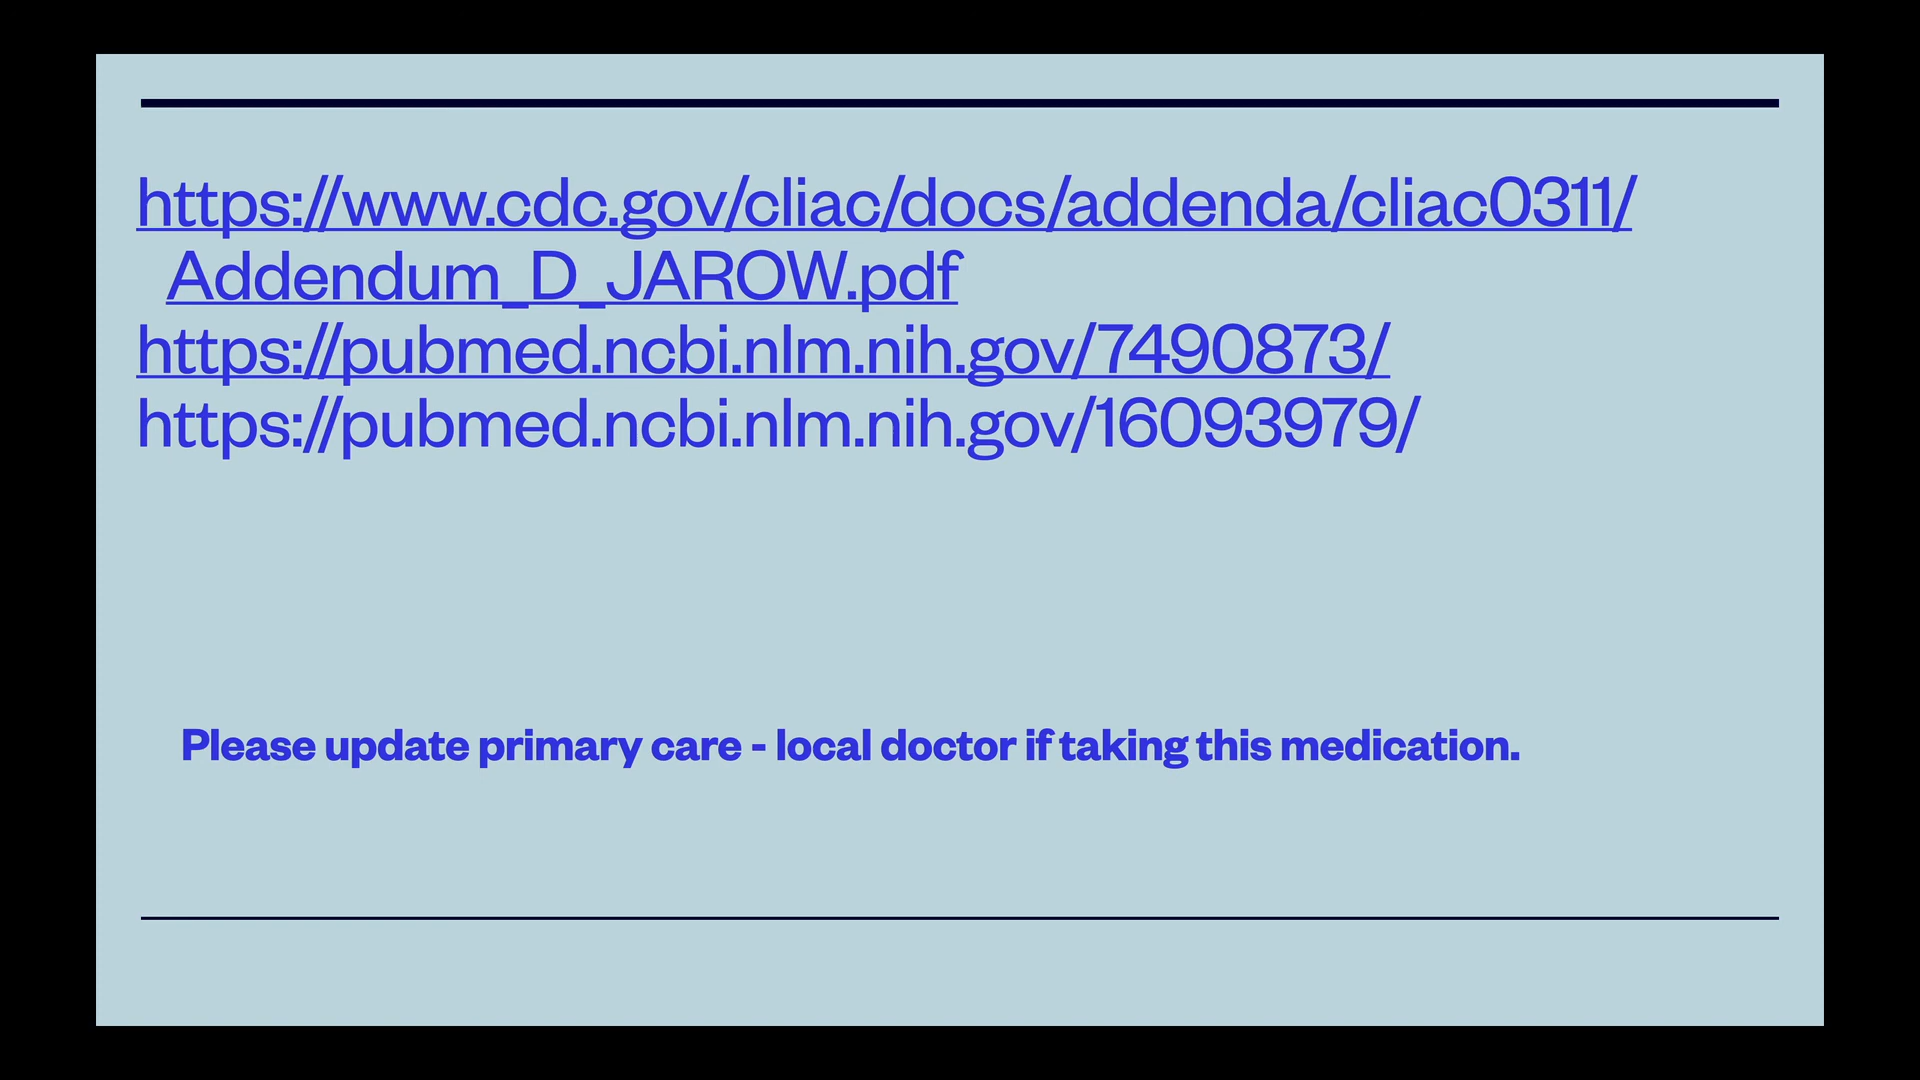 https://www.cdc.gov/cliac/docs/addenda/cliac0311/
Addendum_D_JAROW.pdf
https://pubmed.ncbi.nlm.nih.gov/7490873/
https://pubmed.ncbi.nlm.nih.gov/16093979/
Please update primary care - local doctor if taking this medication.